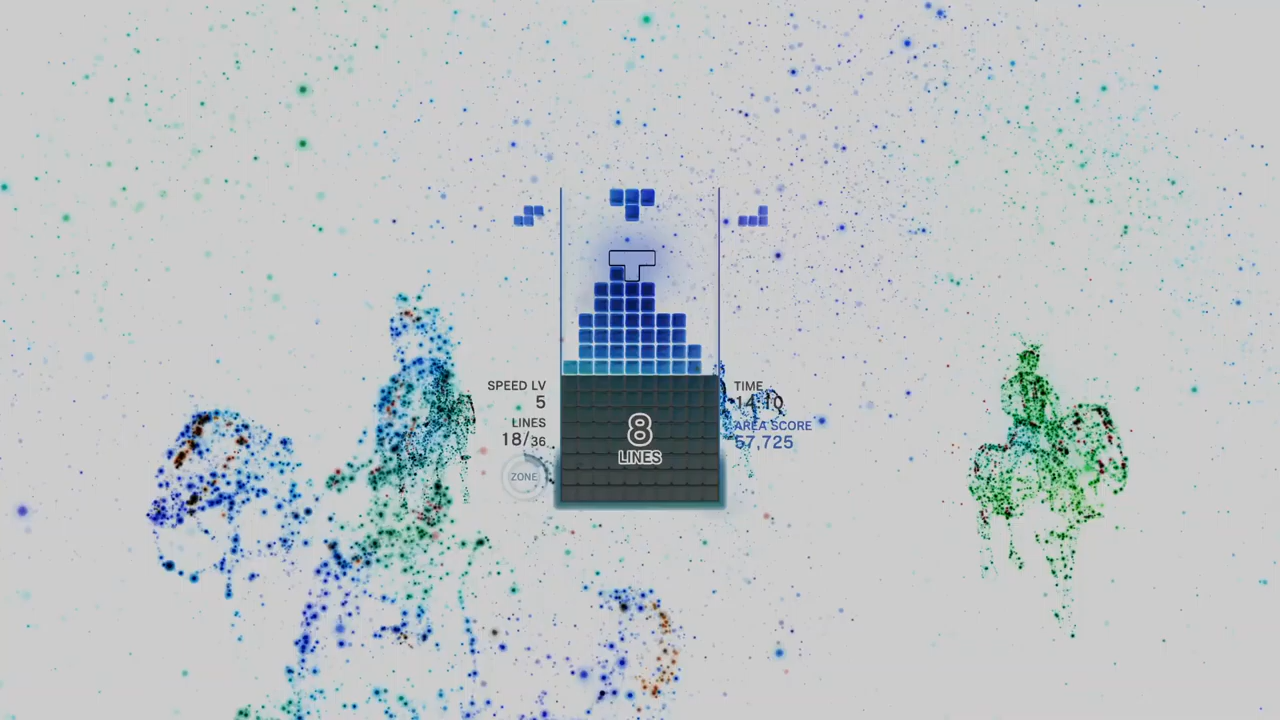 SPEED LV
5
LINES
18/36
ZONE
8
LINES
TIME
14:10
AREA SCORE
57,725